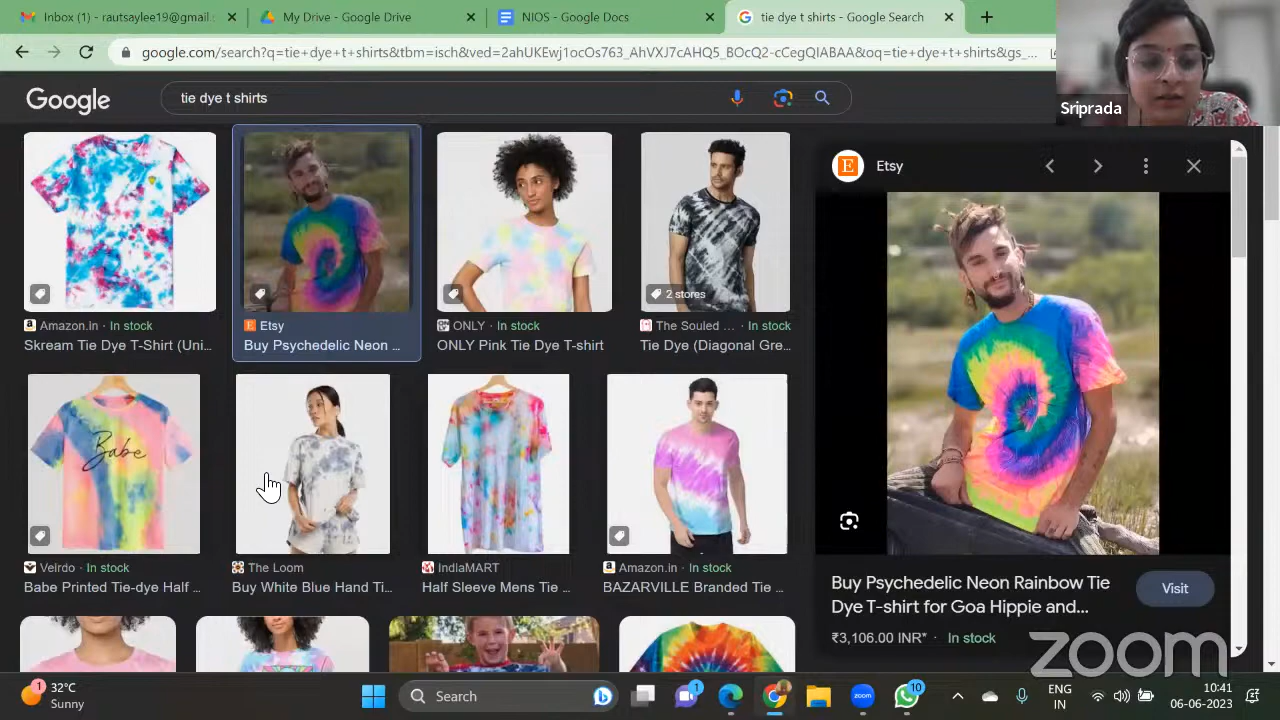 Inbox (1) - rautsaylee19@gmail
My Drive - Google Drive
NIOS - Google Docs
tie dye t shirts - Google Search
google.com/search?q=tie+dye+t+shirts&tbm=isch&ved=2ahUKEwj1ocOs763_AhVXJ7cAHQ5_BOcQ2-cCegQIABAA&oq=tie+dye+t+shirts&gs_...
Sriprada
Google
tie dye t shirts
Etsy
2 stores
Amazon.in · In stock
Skream Tie Dye T-Shirt (Uni...
Etsy
Buy Psychedelic Neon ...
ONLY · In stock
ONLY Pink Tie Dye T-shirt
The Souled ... · In stock
Tie Dye (Diagonal Gre...
Babe
Veirdo · In stock
Babe Printed Tie-dye Half ...
The Loom
Buy White Blue Hand Ti...
IndiaMART
Half Sleeve Mens Tie ...
Amazon.in · In stock
BAZARVILLE Branded Tie ...
Buy Psychedelic Neon Rainbow Tie
Dye T-shirt for Goa Hippie and...
Visit
₹3,106.00 INR* · In stock
zoom
1
32°C
Sunny
Search
1
zoom
10
ENG
IN
10:41
06-06-2023